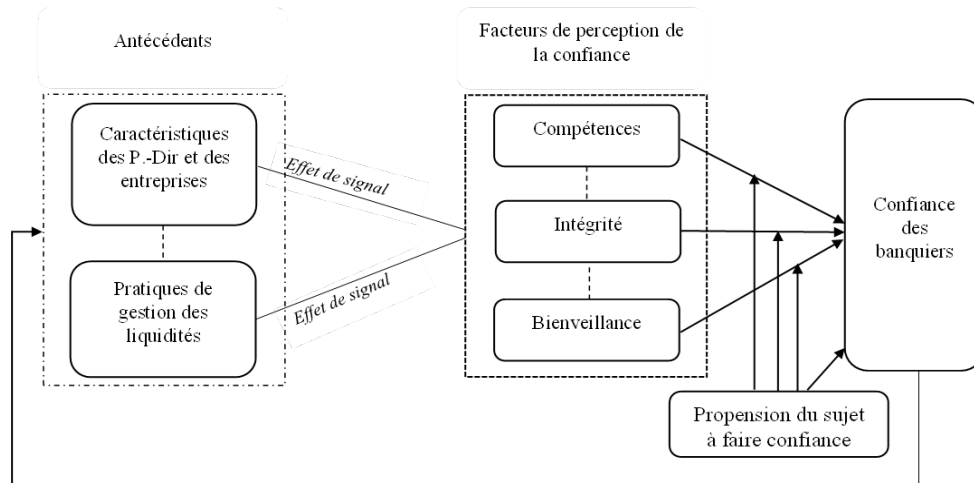 Antécédents
Facteurs de perception de
la confiance
Caractéristiques
des P.-Dir et des
entreprises
Effet de signal
Compétences
Intégrité
Confiance
des
banquiers
Pratiques de
gestion des
liquidités
Effet de signal
Bienveillance
Propension du sujet
à faire confiance